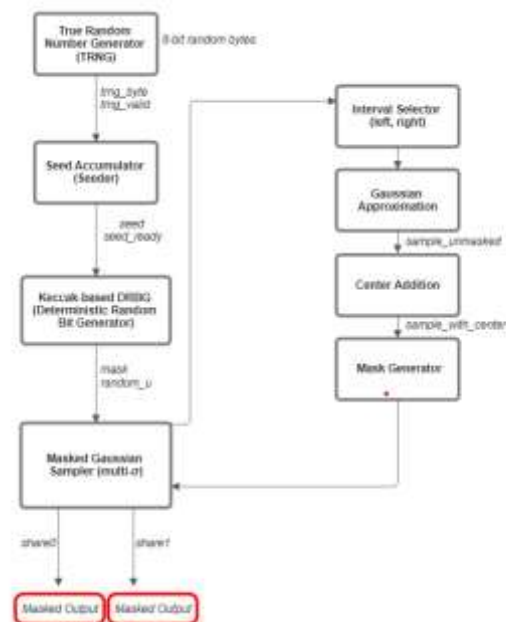 True Random
Number Generator
(TRNG)
8-bit random bytes
trng_byte
trng_valid
Seed Accumulator
(Seeder)
seed
seed_ready
Keccak-based DRBG
(Deterministic Random
Bit Generator)
mask
random_u
Masked Gaussian
Sampler (multi-σ)
share0
share1
Masked Output
Masked Output
Interval Selector
(left, right)
Gaussian
Approximation
sample_unmasked
Center Addition
sample_with_center
Mask Generator